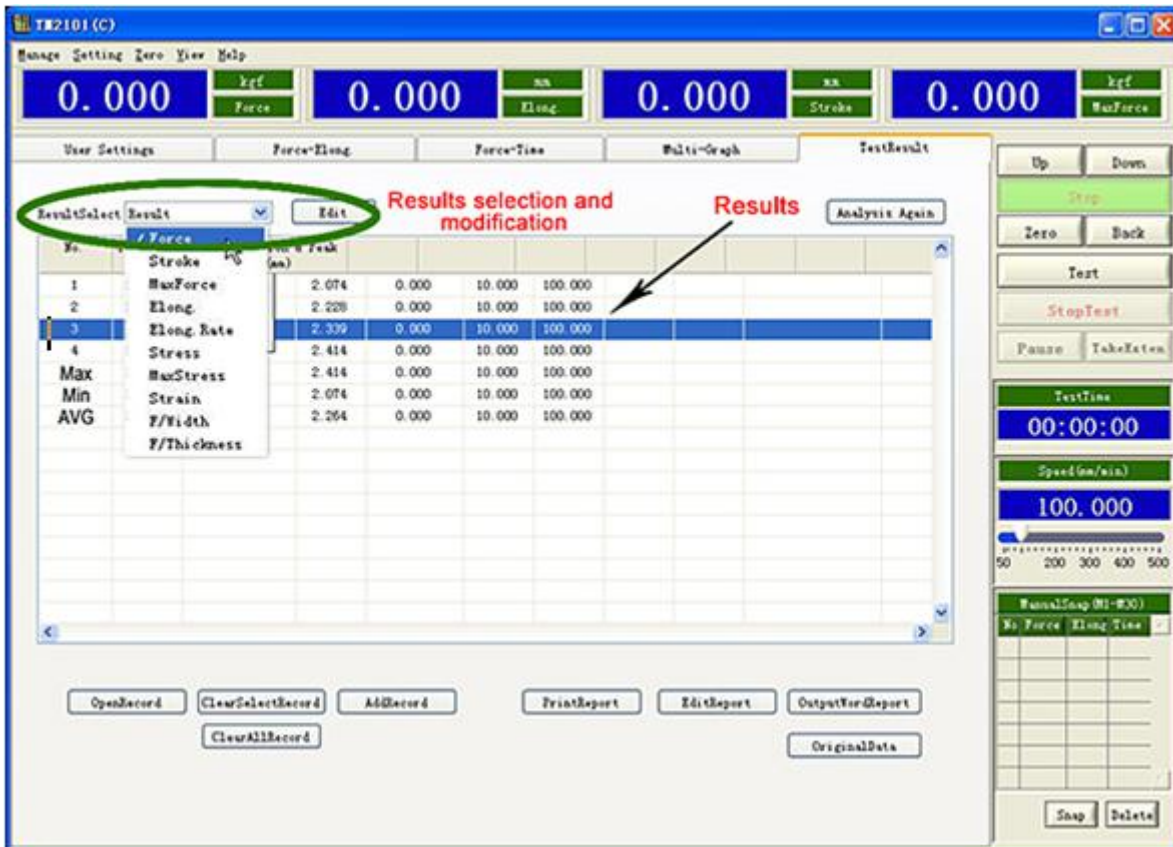 TM2101(C)
Manage Setting Zero View Help
0.000 kgf Force 0.000 mm Elong 0.000 mm Stroke 0.000 kgf MaxForce
User Settings Force-Elong Force-Time Multi-Graph TestResult
ResultSelect Result Edit Results selection and modification Results Analysis Again
No. Peak
(mm)
✓Force
Stroke
MaxForce
Elong.
Elong.Rate
Stress
MaxStress
Strain
F/Width
F/Thickness
1 2.074 0.000 10.000 100.000
2 2.228 0.000 10.000 100.000
3 2.339 0.000 10.000 100.000
4 2.414 0.000 10.000 100.000
Max 2.414 0.000 10.000 100.000
Min 2.074 0.000 10.000 100.000
AVG 2.264 0.000 10.000 100.000
OpenRecord ClearSelectRecord AddRecord PrintReport EditReport OutputWordReport
ClearAllRecord OriginalData
Up Down
Stop
Zero Back
Test
StopTest
Pause TakeExten
TestTime
00:00:00
Speed(mm/min)
100.000
50 200 300 400 500
ManualSnap(M1-M30)
No Force Elong Time
Snap Delete